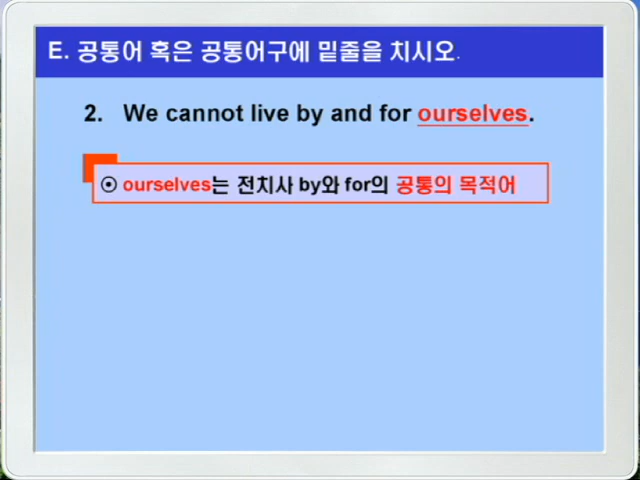 E. 공통어 혹은 공통어구에 밑줄을 치시오.
2. We cannot live by and for ourselves.
⊙ ourselves는 전치사 by와 for의 공통의 목적어